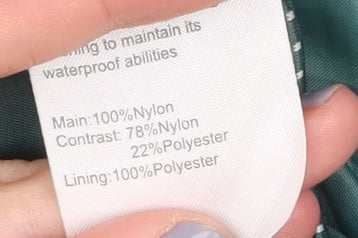 to maintain its
waterproof abilities
Main:100%Nylon
Contrast: 78%Nylon
22%Polyester
Lining:100%Polyester